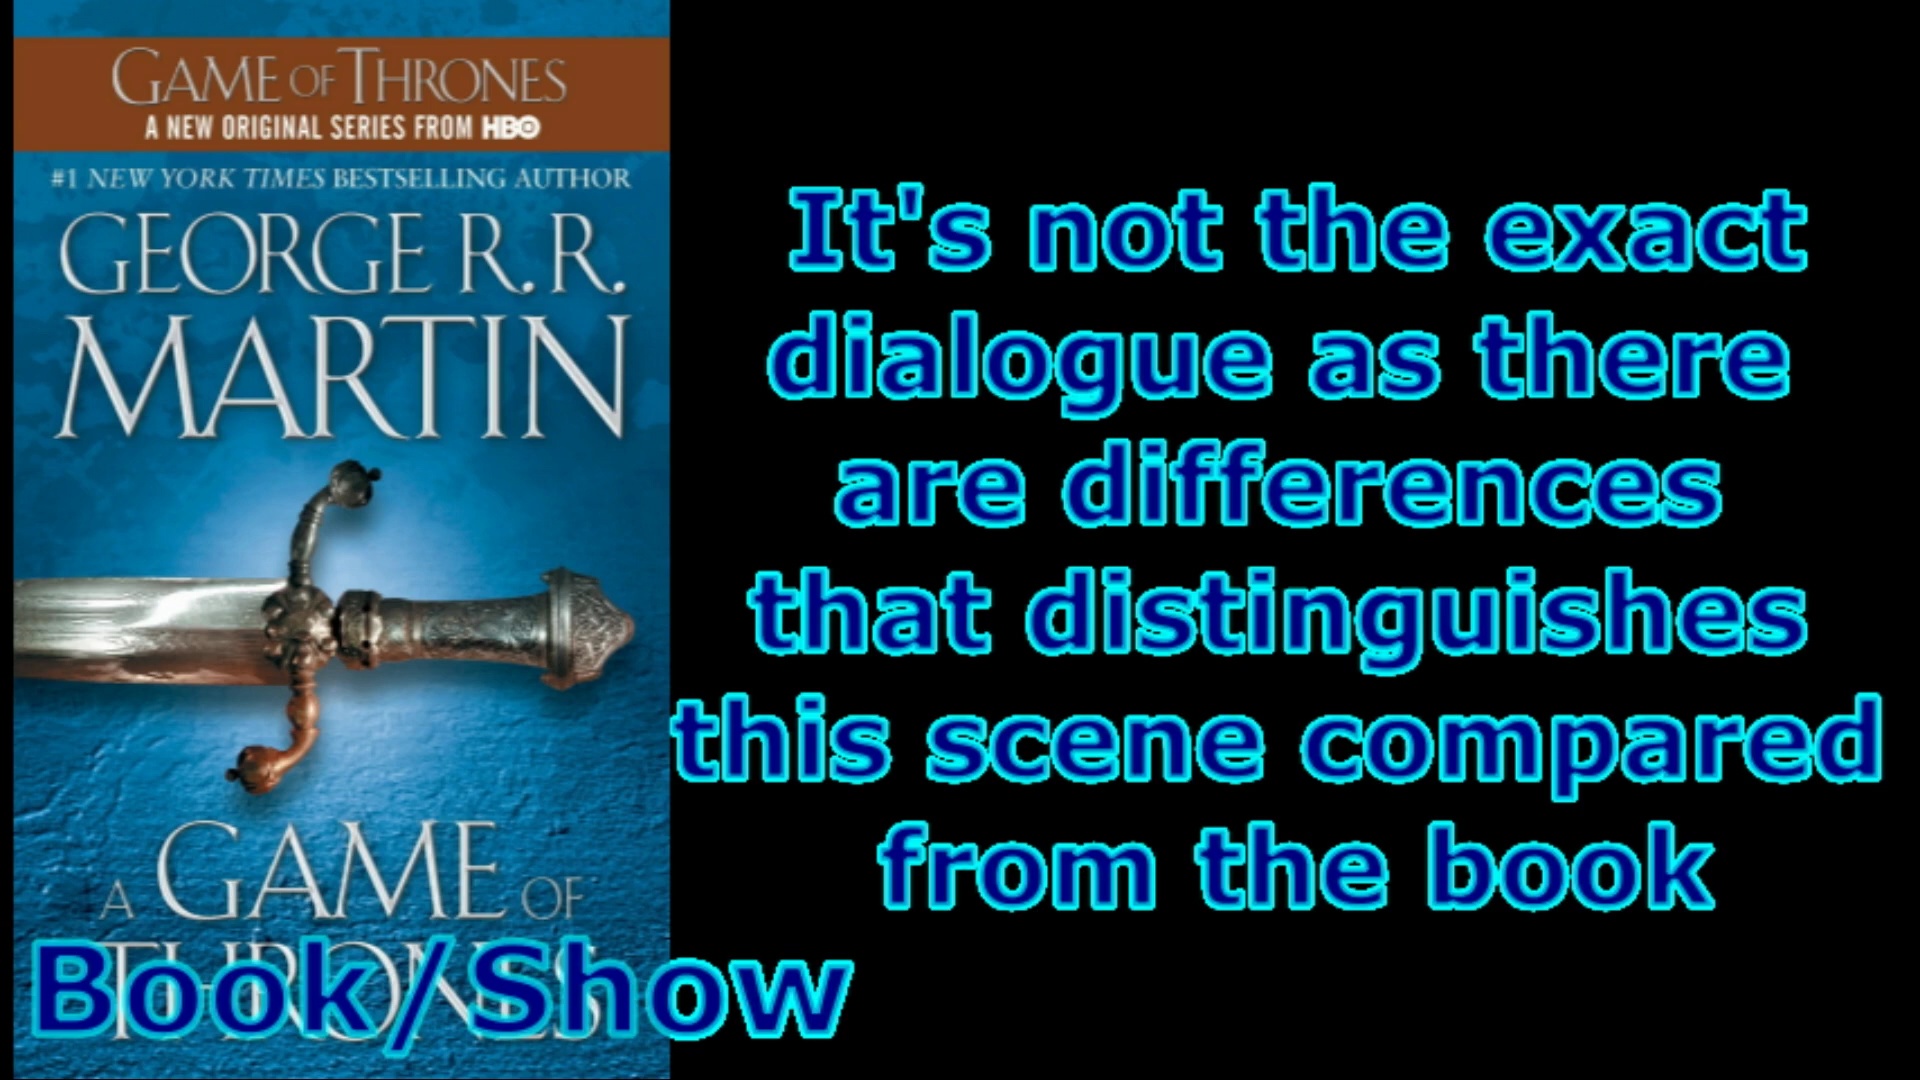 GAME OF THRONES
A NEW ORIGINAL SERIES FROM HBO
#1 NEW YORK TIMES BESTSELLING AUTHOR
GEORGE R. R.
MARTIN
A GAME OF
THRONES
Book/Show
It's not the exact
dialogue as there
are differences
that distinguishes
this scene compared
from the book